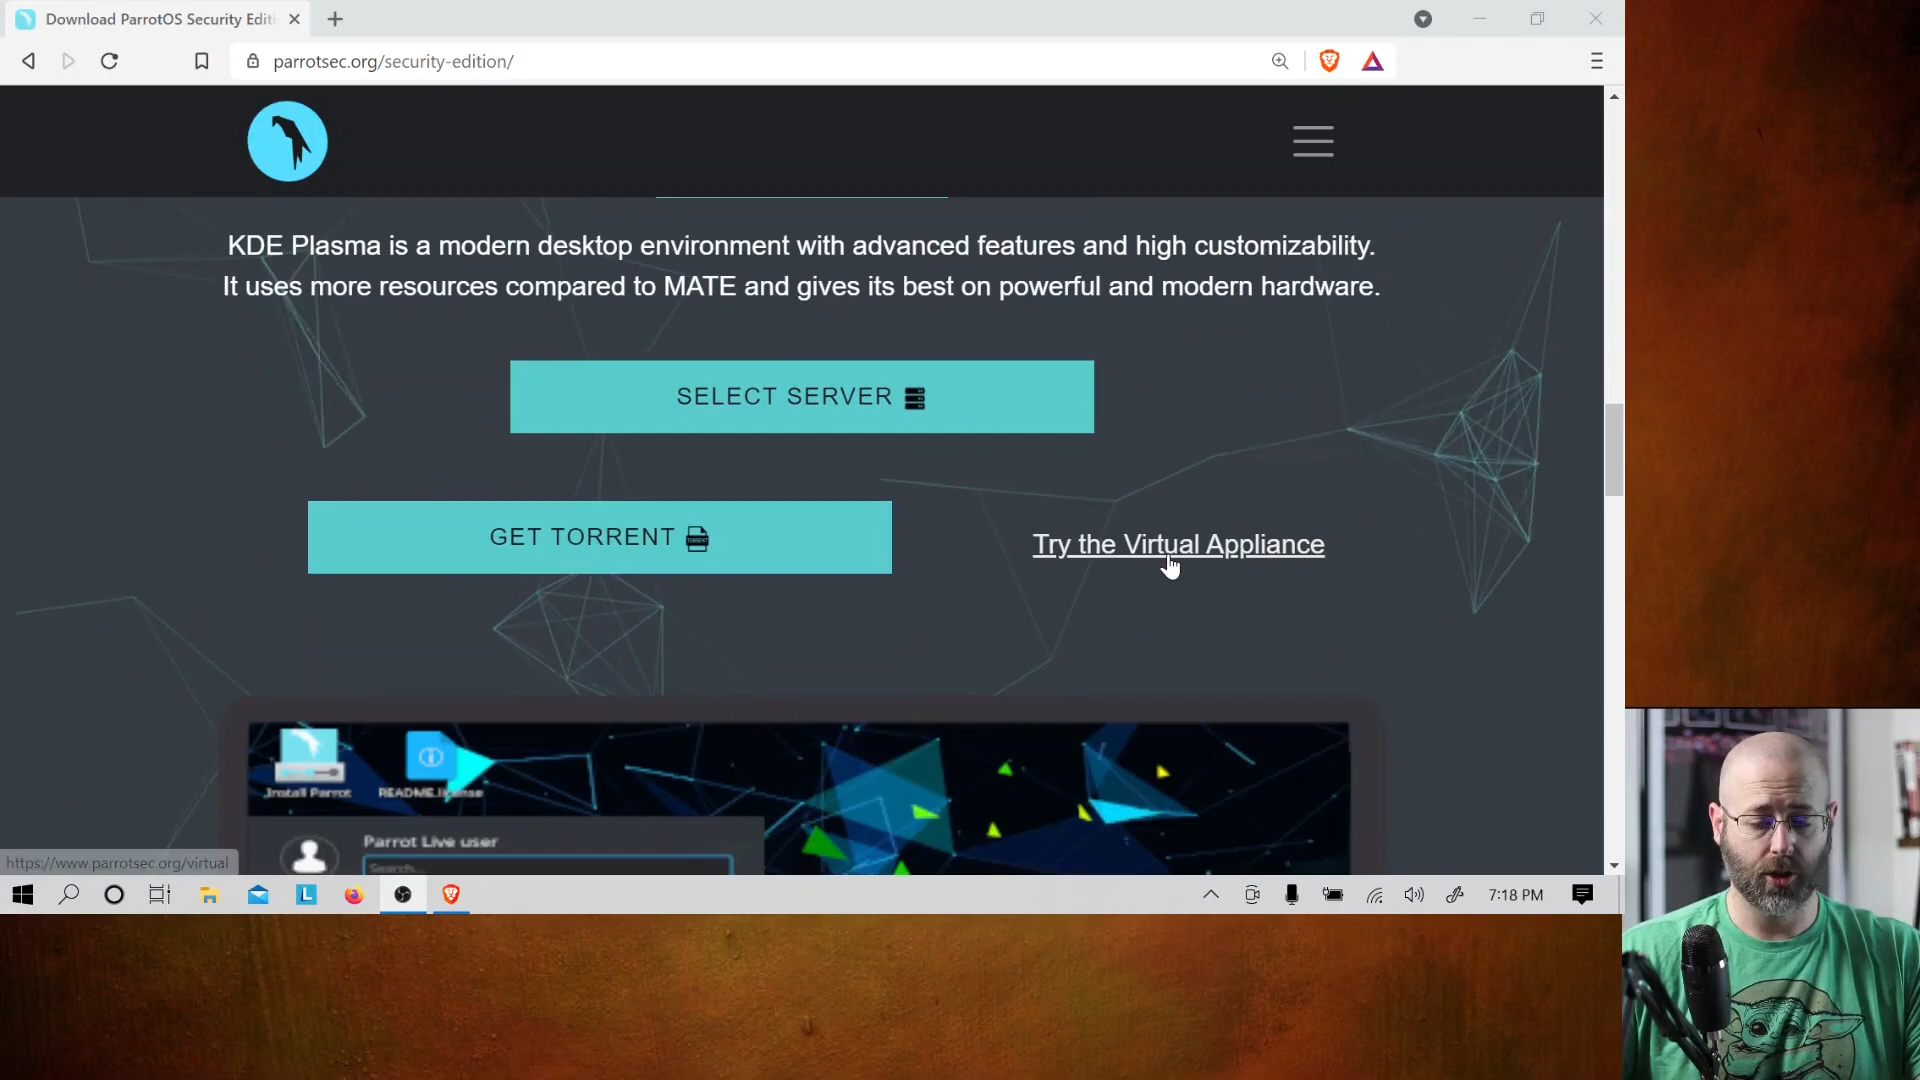 Download ParrotOS Security Editi
parrotsec.org/security-edition/
KDE Plasma is a modern desktop environment with advanced features and high customizability.
It uses more resources compared to MATE and gives its best on powerful and modern hardware.
SELECT SERVER
GET TORRENT
Try the Virtual Appliance
Install Parrot
README.license
Parrot Live user
Search...
https://www.parrotsec.org/virtual
L
7:18 PM